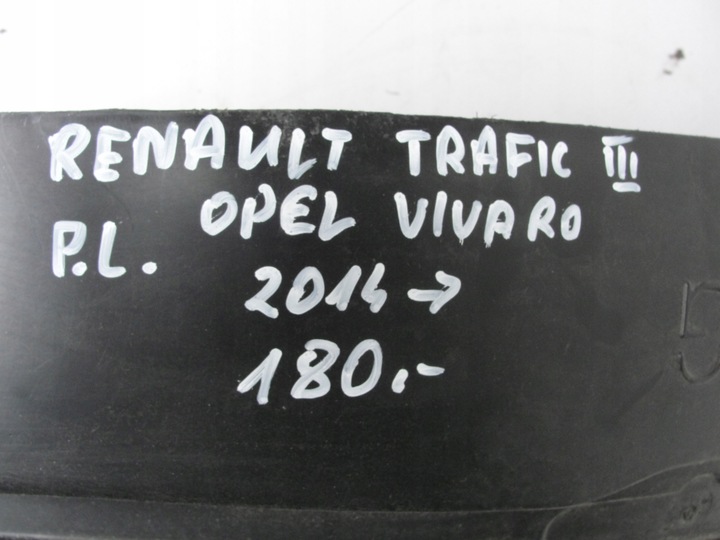 RENAULT TRAFIC III
OPEL VIVARO
P.L.
2014 →
180.-